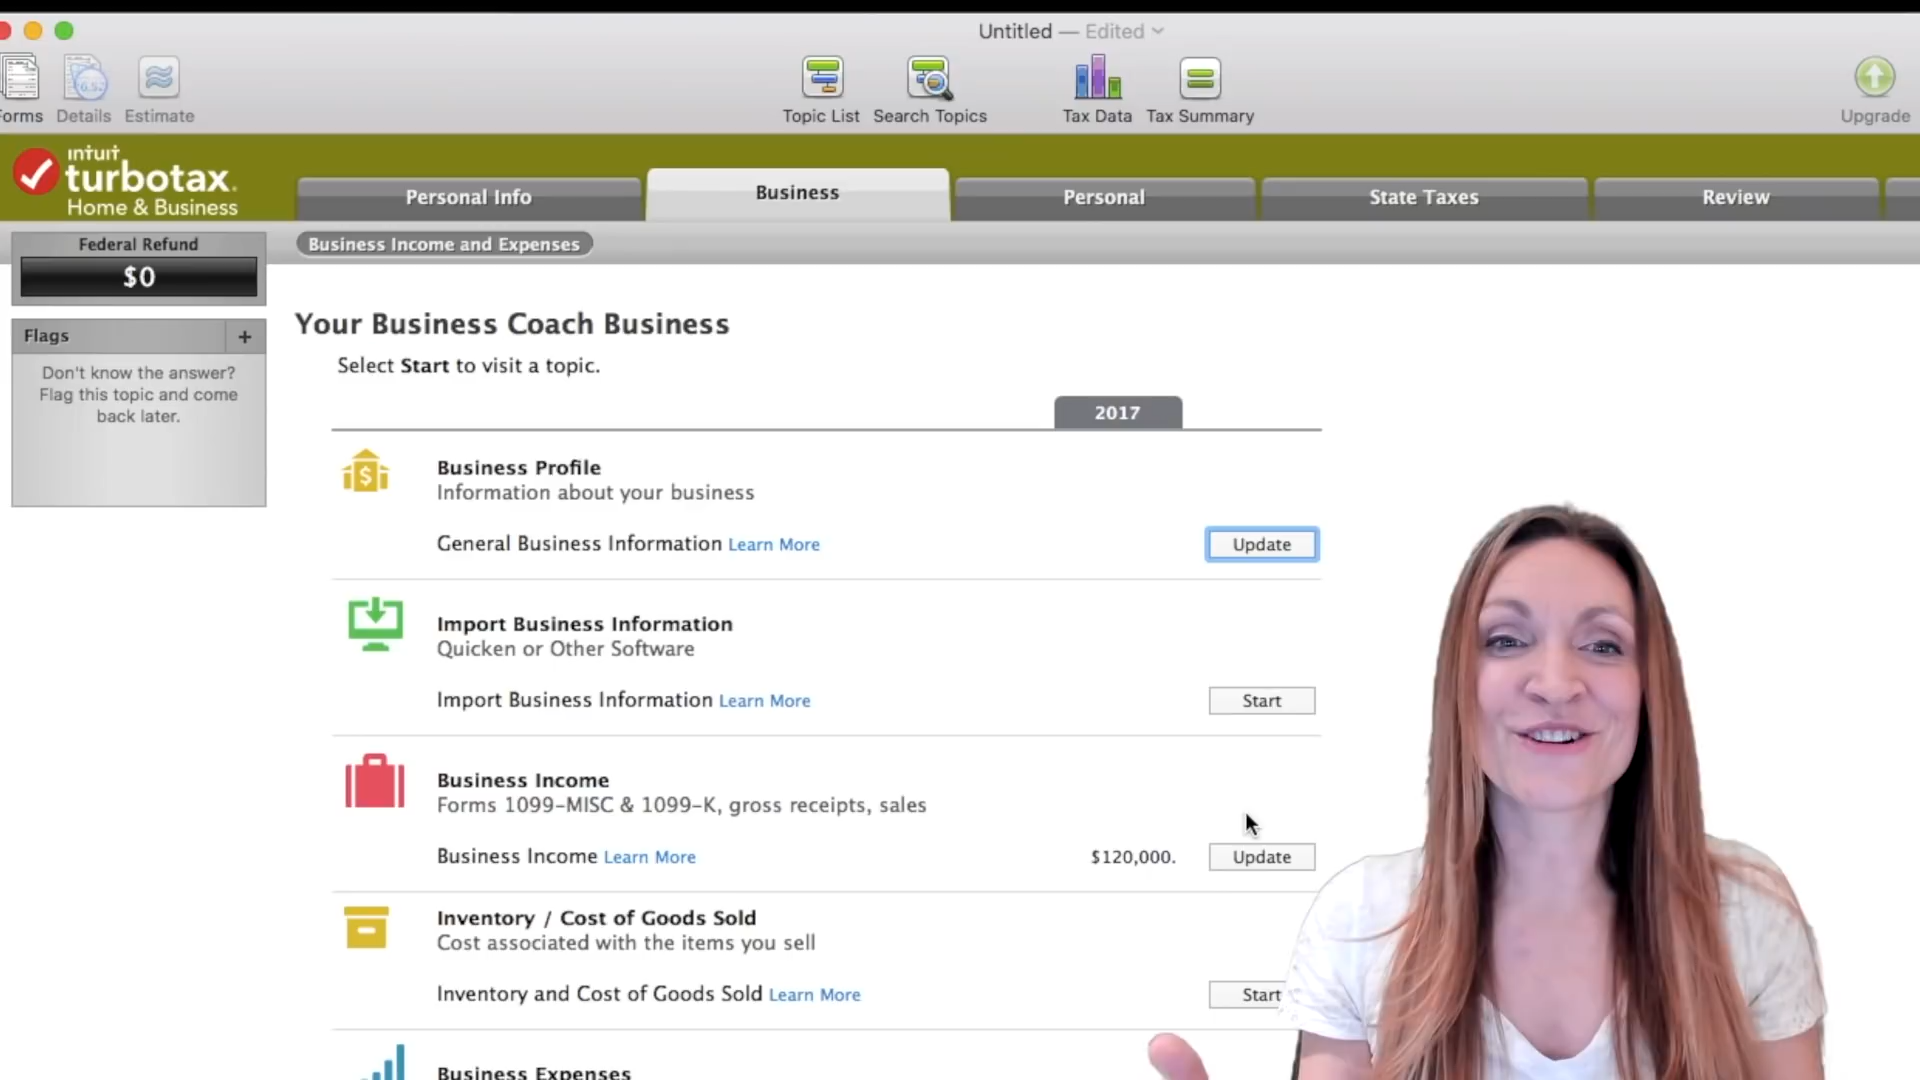 Untitled — Edited
Forms Details Estimate Topic List Search Topics Tax Data Tax Summary Upgrade
ıntuıt
turbotax.
Home & Business
Personal Info Business Personal State Taxes Review
Federal Refund
$0
Business Income and Expenses
Flags +
Don't know the answer?
Flag this topic and come
back later.
Your Business Coach Business
Select Start to visit a topic.
2017
$
Business Profile
Information about your business
General Business Information Learn More Update
Import Business Information
Quicken or Other Software
Import Business Information Learn More Start
Business Income
Forms 1099-MISC & 1099-K, gross receipts, sales
Business Income Learn More $120,000. Update
Inventory / Cost of Goods Sold
Cost associated with the items you sell
Inventory and Cost of Goods Sold Learn More Start
Business Expenses